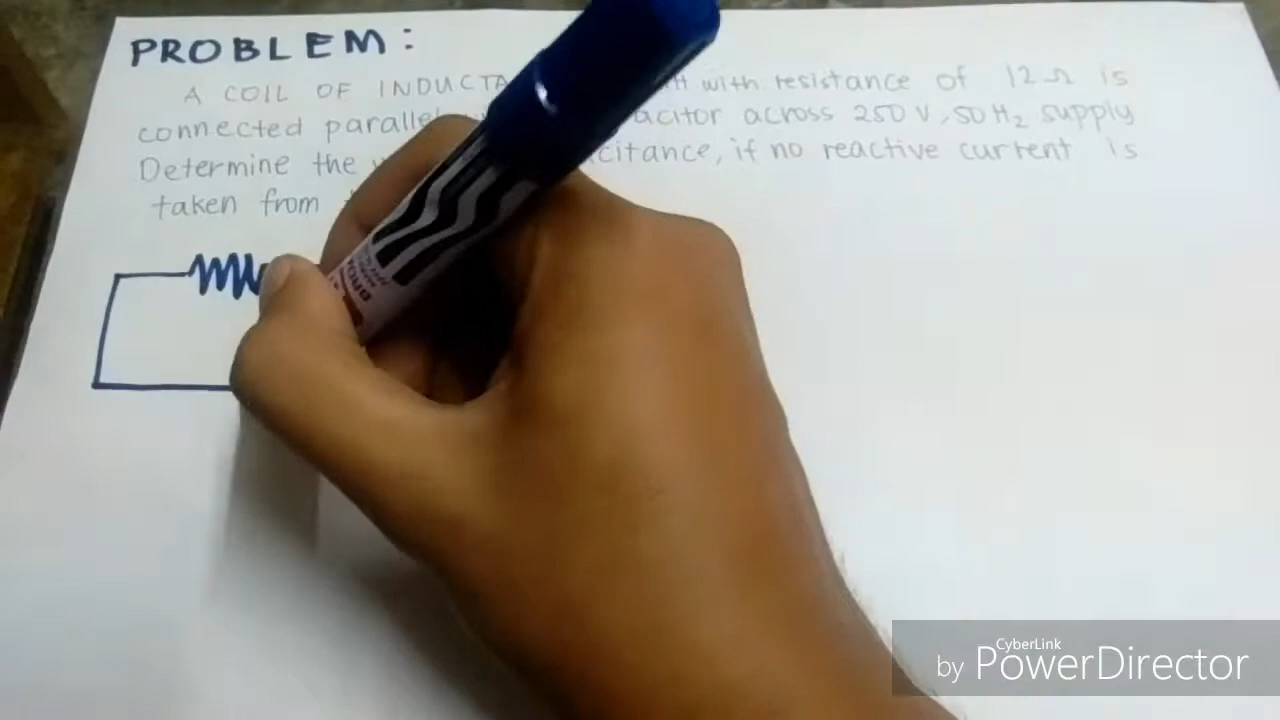 PROBLEM:
A COIL OF INDUCTA H with resistance of 12 Ω is
connected parallel acitor across 250 V, 50 Hz supply
Determine the citance, if no reactive current is
taken from
CyberLink
by PowerDirector